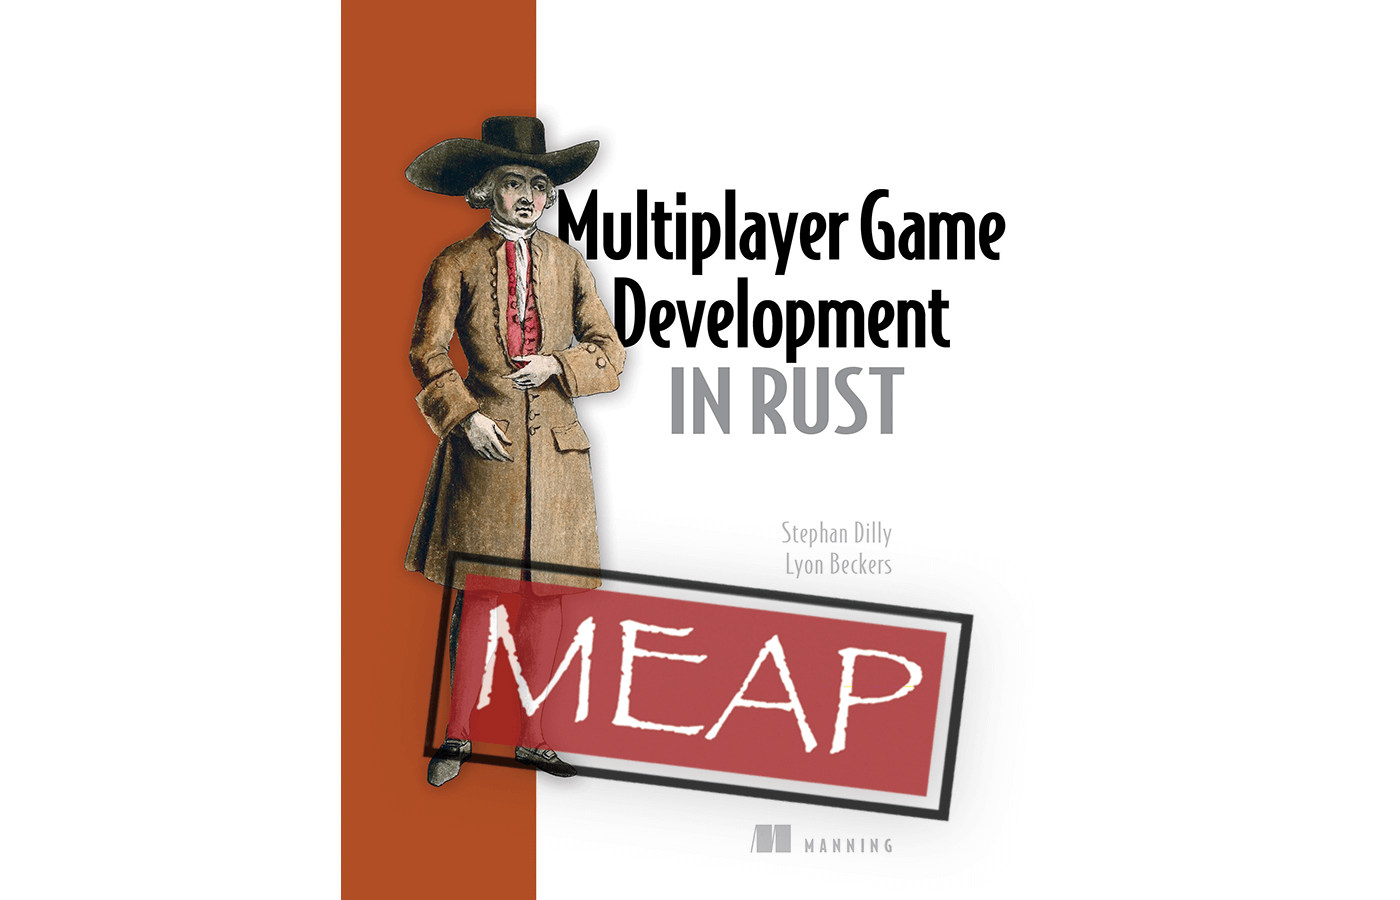 Multiplayer Game
Development
IN RUST
Stephan Dilly
Lyon Beckers
MEAP
MANNING